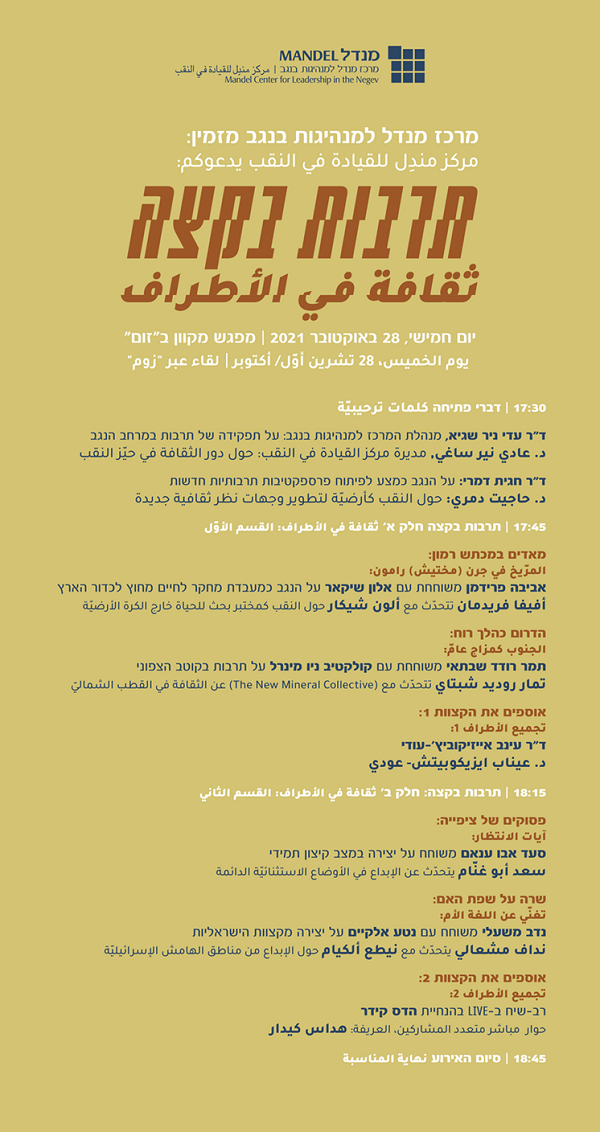 מנדל MANDEL
מרכז מנדל למנהיגות בנגב | مركز مندِل للقيادة في النقب
Mandel Center for Leadership in the Negev
מרכז מנדל למנהיגות בנגב מזמין:
مركز مندِل للقيادة في النقب يدعوكم:
תרבות בקצה
ثقافة في الأطراف
יום חמישי, 28 באוקטובר 2021 | מפגש מקוון ב"זום"
يوم الخميس، 28 تشرين أوّل/ أكتوبر | لقاء عبر "زوم"
17:30 | דברי פתיחה كلمات ترحيبيّة
ד"ר עדי ניר שגיא, מנהלת המרכז למנהיגות בנגב: על תפקידה של תרבות במרחב הנגב
د. عادي نير ساغي, مديرة مركز القيادة في النقب: حول دور الثقافة في حيّز النقب
ד"ר חגית דמרי: על הנגב כמצע לפיתוח פרספקטיבות תרבותיות חדשות
د. حاجيت دمري: حول النقب كأرضيّة لتطوير وجهات نظر ثقافية جديدة
17:45 | תרבות בקצה חלק א' ثقافة في الأطراف: القسم الأوّل
מאדים במכתש רמון:
المرّيخ في جرن (مختيش) رامون:
אביבה פרידמן משוחחת עם אלון שיקאר על הנגב כמעבדת מחקר לחיים מחוץ לכדור הארץ
أفيفا فريدمان تتحدّث مع ألون شيكار حول النقب كمختبر بحث للحياة خارج الكرة الأرضيّة
הדרום כהלך רוח:
الجنوب كمزاج عامّ:
תמר רודד שבתאי משוחחת עם קולקטיב ניו מינרל על תרבות בקוטב הצפוני
تمار روديد شبتاي تتحدّث مع (The New Mineral Collective) عن الثقافة في القطب الشماليّ
אוספים את הקצוות 1:
تجميع الأطراف 1:
ד"ר עינב אייזיקוביץ'-עודי
د. عيناب ايزيكوبيتش- عودي
18:15 | תרבות בקצה: חלק ב' ثقافة في الأطراف: القسم الثاني
פסוקים של ציפייה:
آيات الانتظار:
סעד אבו ענאם משוחח על יצירה במצב קיצון תמידי
سعد أبو غنّام يتحدّث عن الإبداع في الأوضاع الاستثنائيّة الدائمة
שרה על שפת האם:
تغنّي عن اللغة الأم:
נדב משעלי משוחח עם נטע אלקיים על יצירה מקצוות הישראליות
نداف مشعالي يتحدّث مع نيطع ألكيام حول الإبداع من مناطق الهامش الإسرائيليّة
אוספים את הקצוות 2:
تجميع الأطراف 2:
רב-שיח ב-LIVE בהנחיית הדס קידר
حوار مباشر متعدد المشاركين، العريفة: هداس كيدار
18:45 | סיום האירוע نهاية المناسبة